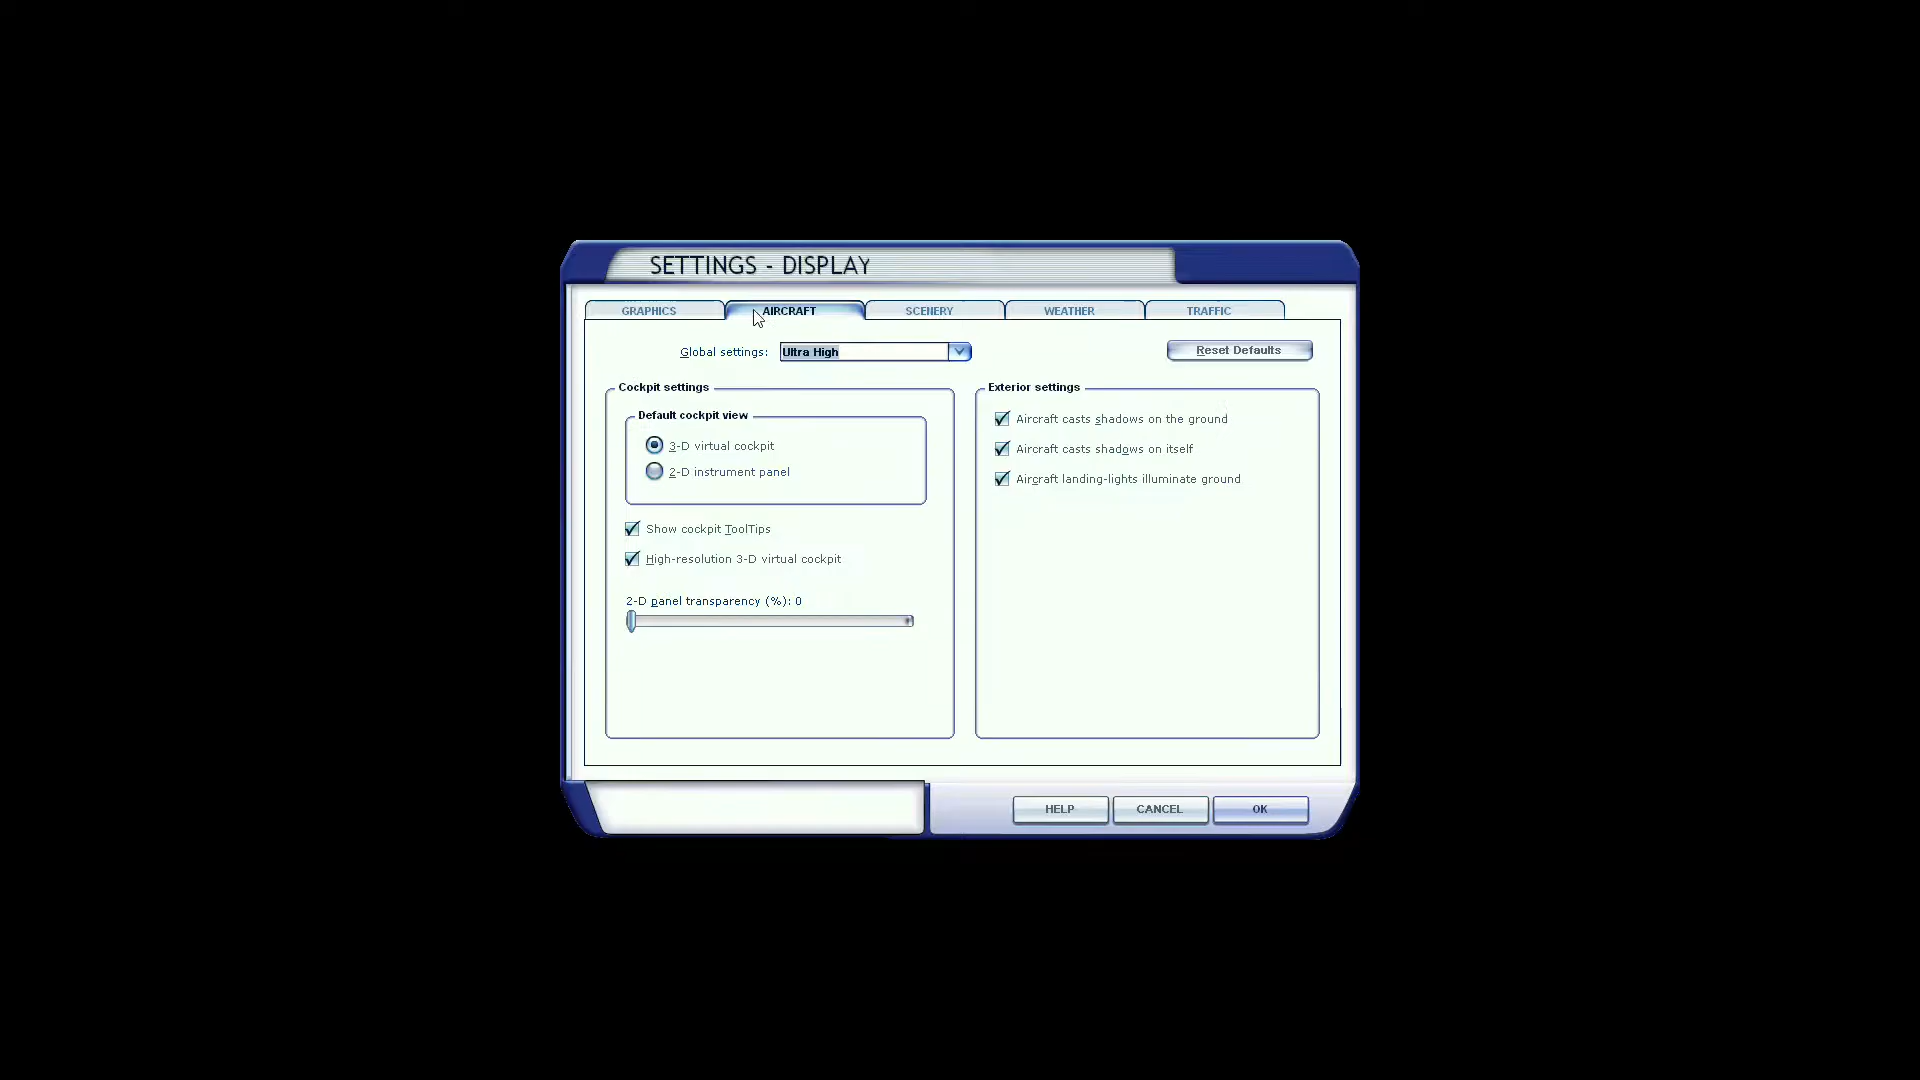 SETTINGS - DISPLAY
GRAPHICS AIRCRAFT SCENERY WEATHER TRAFFIC
Global settings: Ultra High Reset Defaults
Cockpit settings
Default cockpit view
3-D virtual cockpit
2-D instrument panel
Show cockpit ToolTips
High-resolution 3-D virtual cockpit
2-D panel transparency (%): 0
Exterior settings
Aircraft casts shadows on the ground
Aircraft casts shadows on itself
Aircraft landing-lights illuminate ground
HELP CANCEL OK